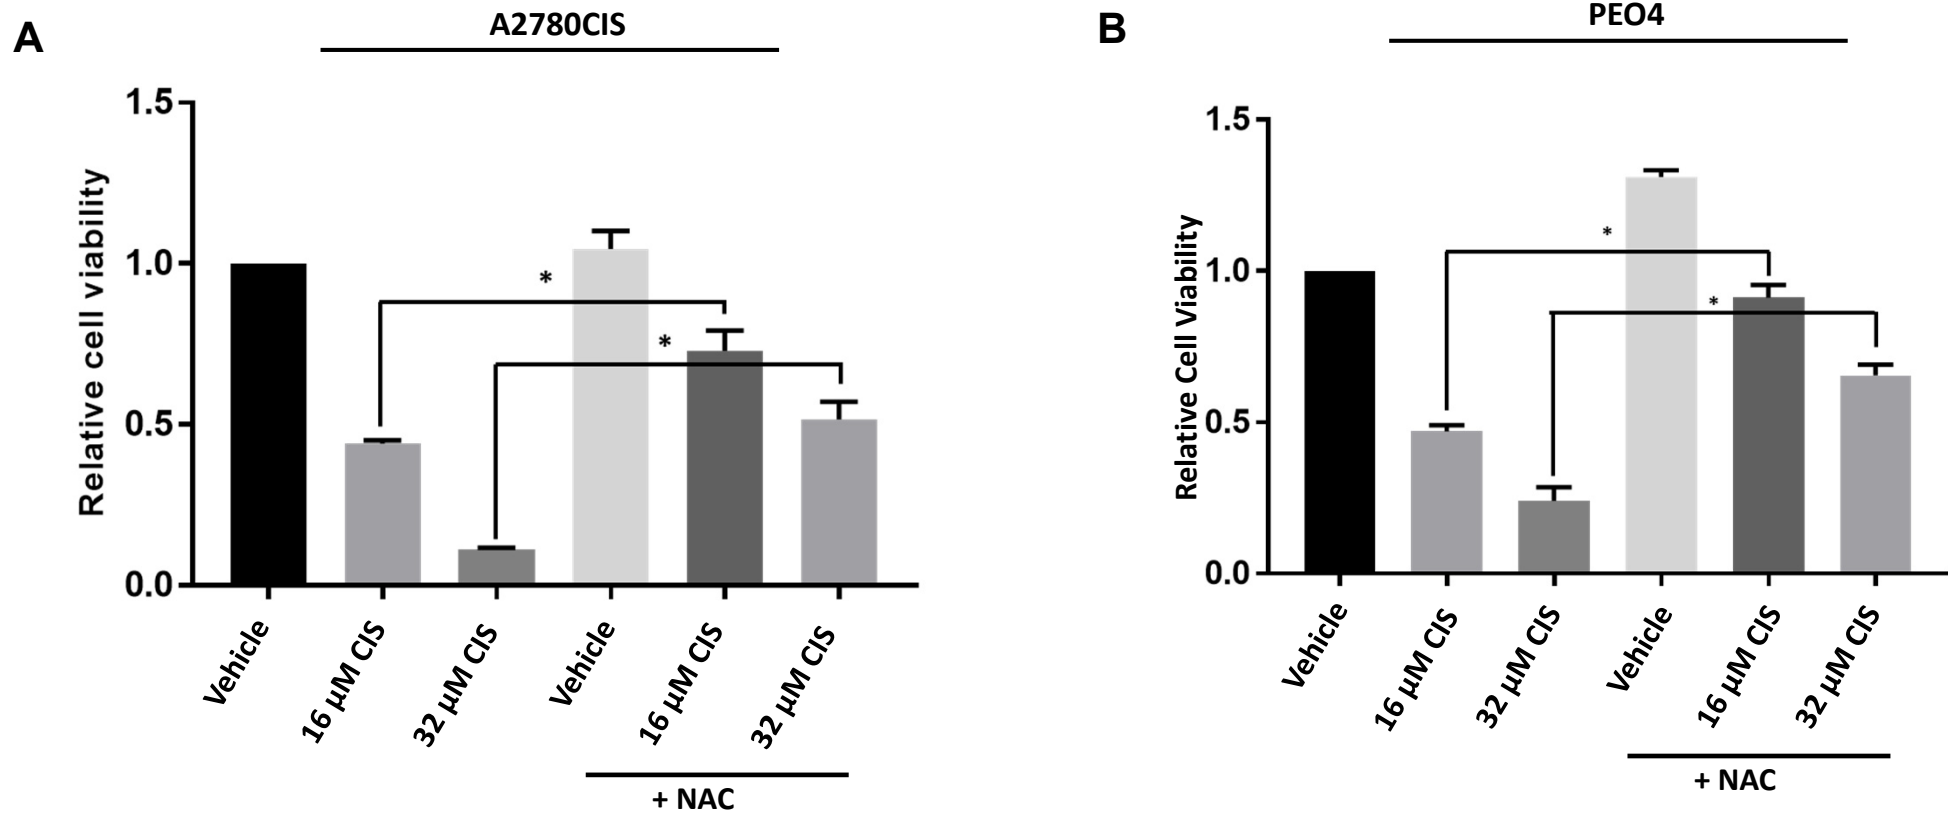 A
A2780CIS
Relative cell viability
1.5
1.0
0.5
0.0
*
*
Vehicle
16 µM CIS
32 µM CIS
Vehicle
16 µM CIS
32 µM CIS
+ NAC
B
PEO4
Relative Cell Viability
1.5
1.0
0.5
0.0
*
*
Vehicle
16 µM CIS
32 µM CIS
Vehicle
16 µM CIS
32 µM CIS
+ NAC